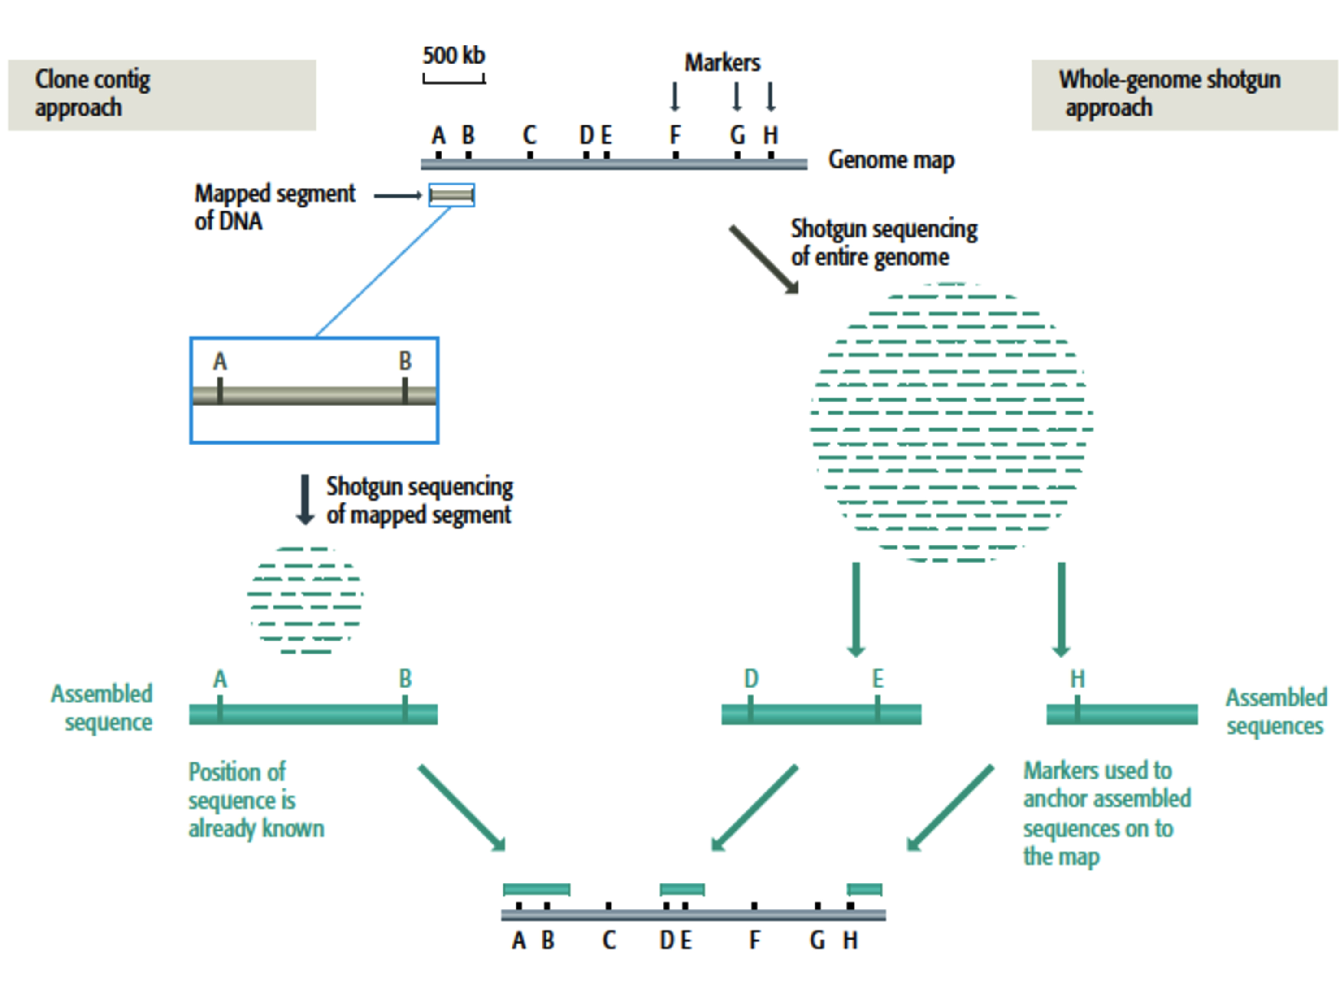 500 kb
Markers
Clone contig
approach
Whole-genome shotgun
approach
A B C D E F G H
Genome map
Mapped segment
of DNA
Shotgun sequencing
of entire genome
A B
Shotgun sequencing
of mapped segment
A B
D E
H
Assembled
sequence
Assembled
sequences
Position of
sequence is
already known
Markers used to
anchor assembled
sequences on to
the map
A B C D E F G H